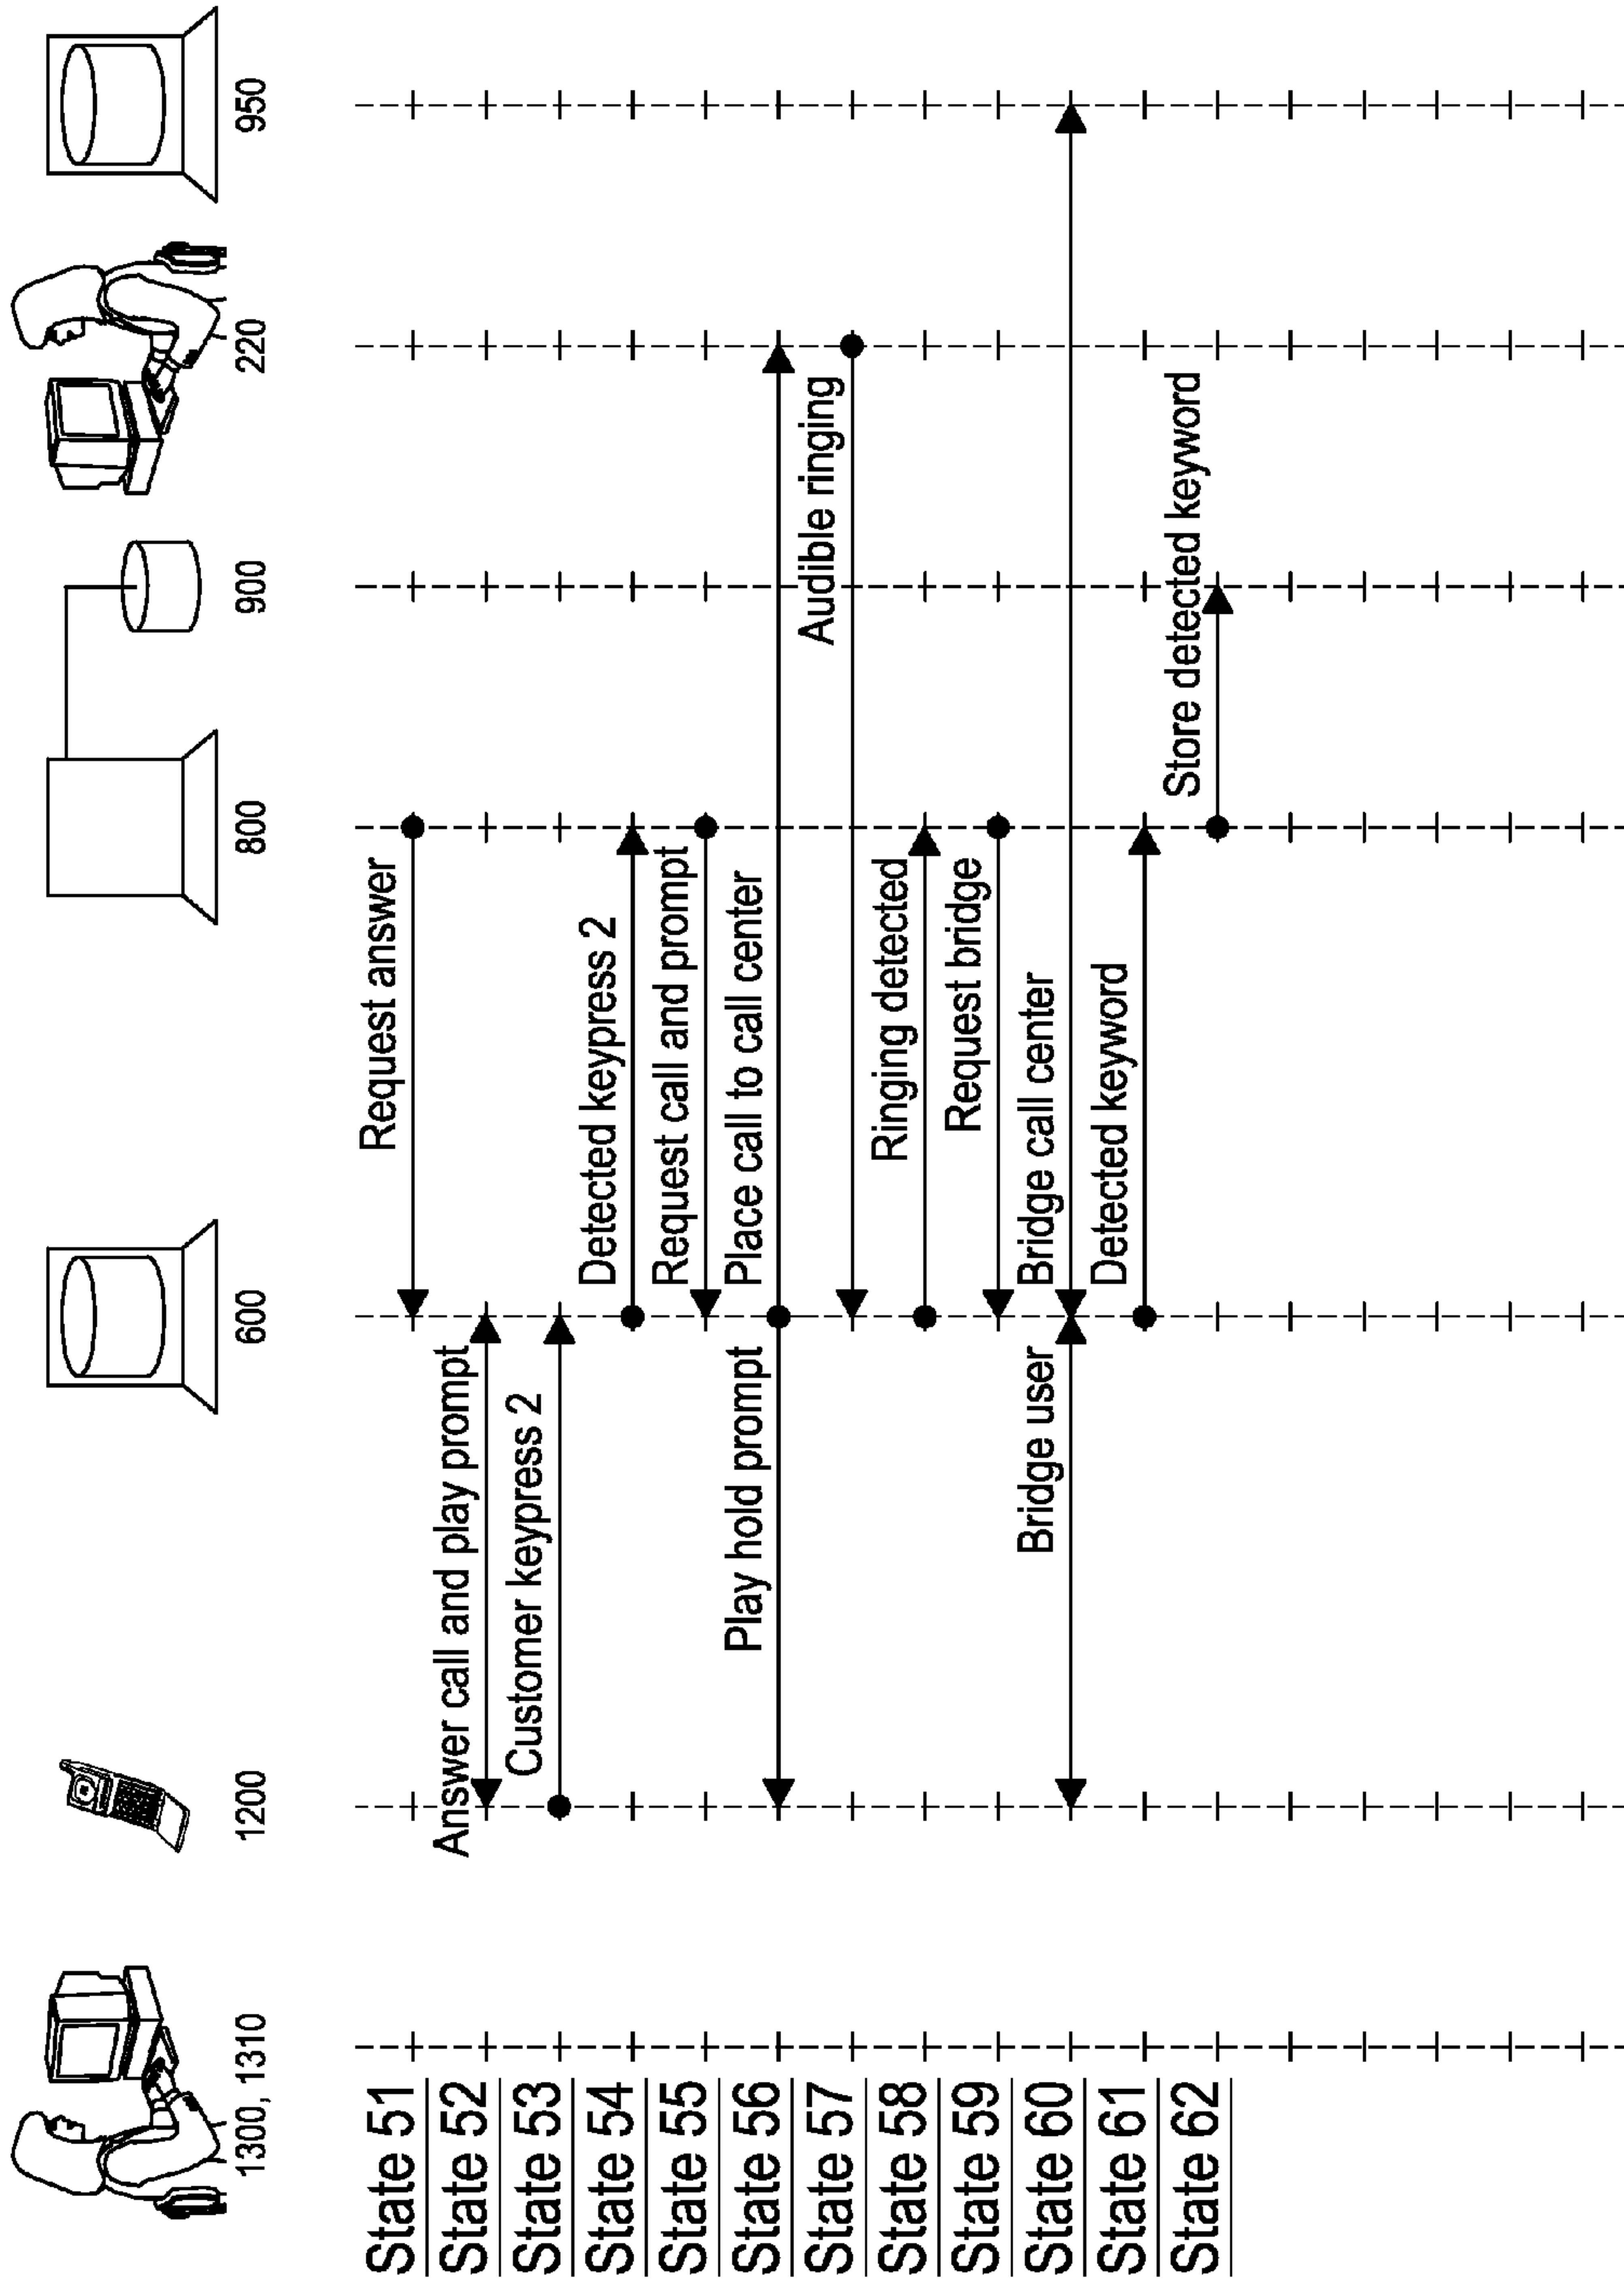 1300, 1310
1200
600
800
900
220
950
State 51
Request answer
State 52
Answer call and play prompt
State 53
Customer keypress 2
State 54
Detected keypress 2
State 55
Request call and prompt
State 56
Play hold prompt
Place call to call center
State 57
Audible ringing
State 58
Ringing detected
State 59
Request bridge
State 60
Bridge user
Bridge call center
State 61
Detected keyword
State 62
Store detected keyword